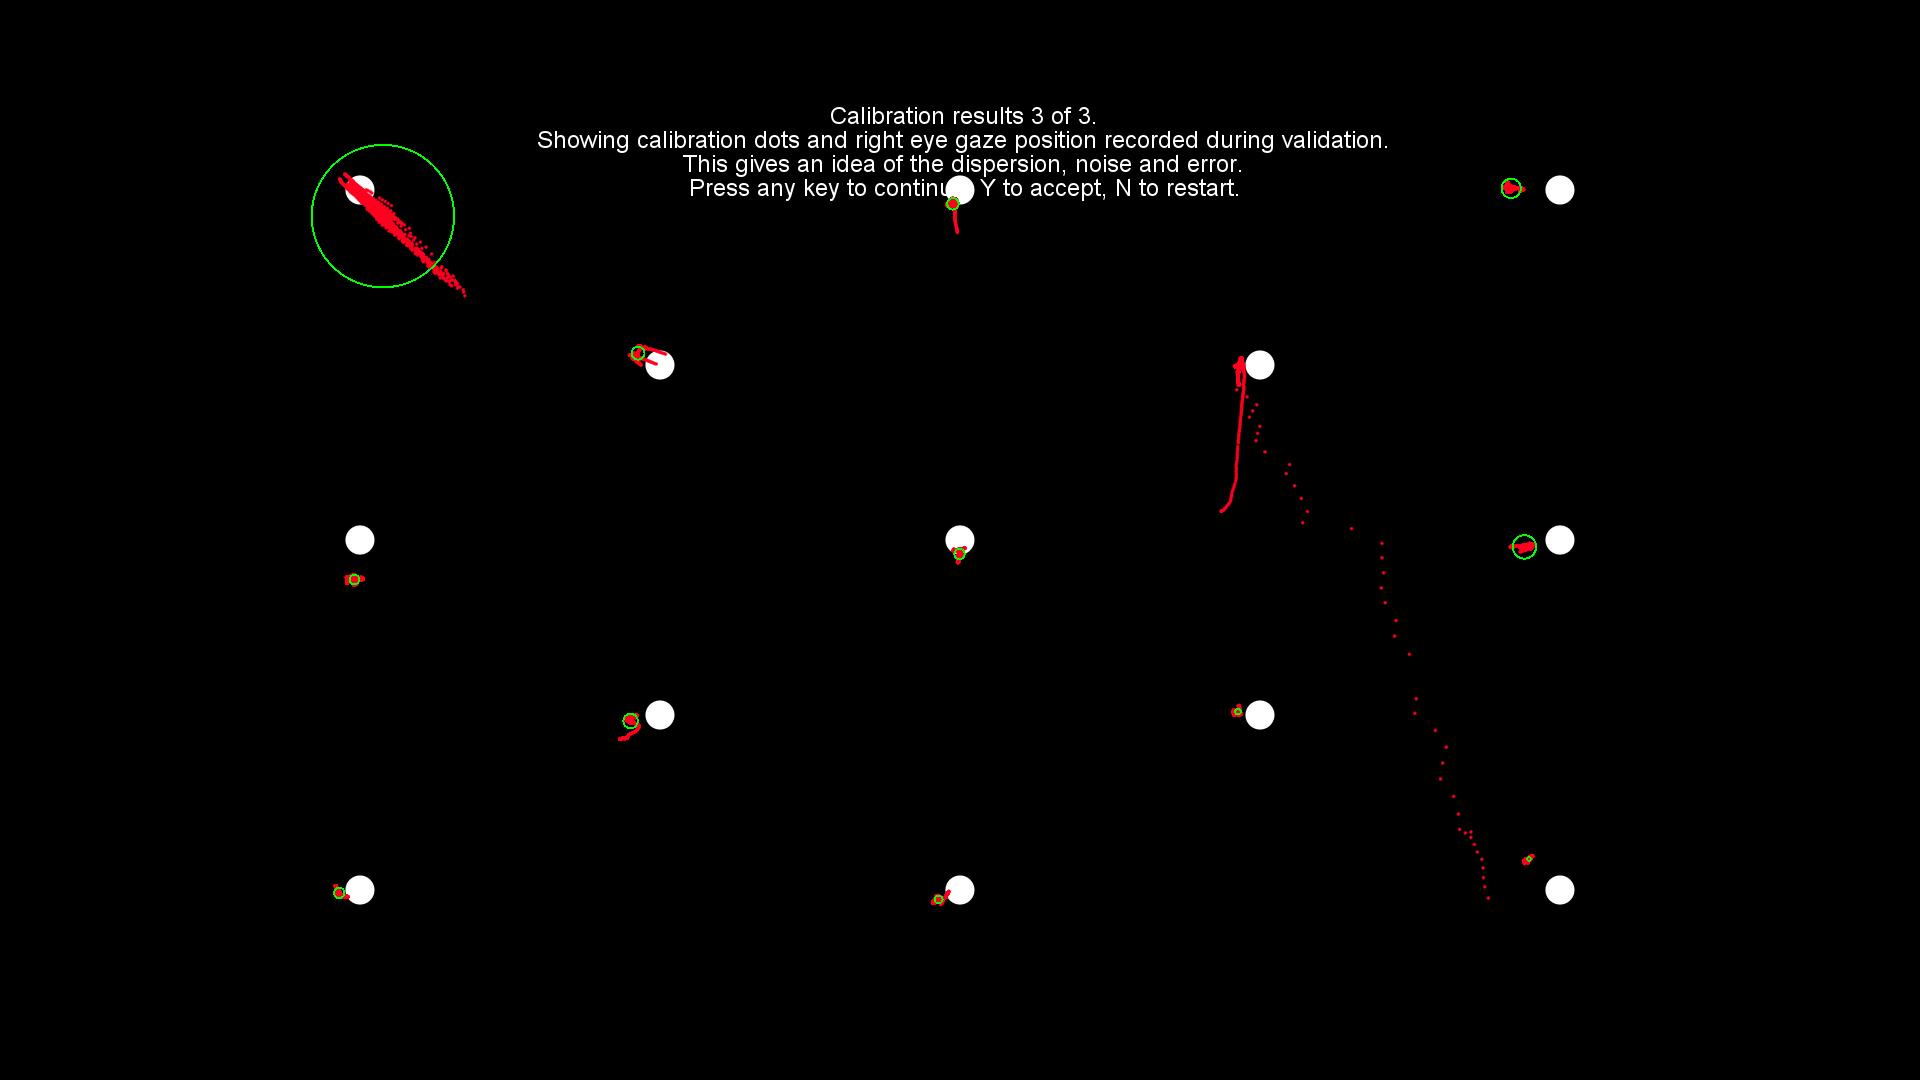 Calibration results 3 of 3.
Showing calibration dots and right eye gaze position recorded during validation.
This gives an idea of the dispersion, noise and error.
Press any key to continu Y to accept, N to restart.